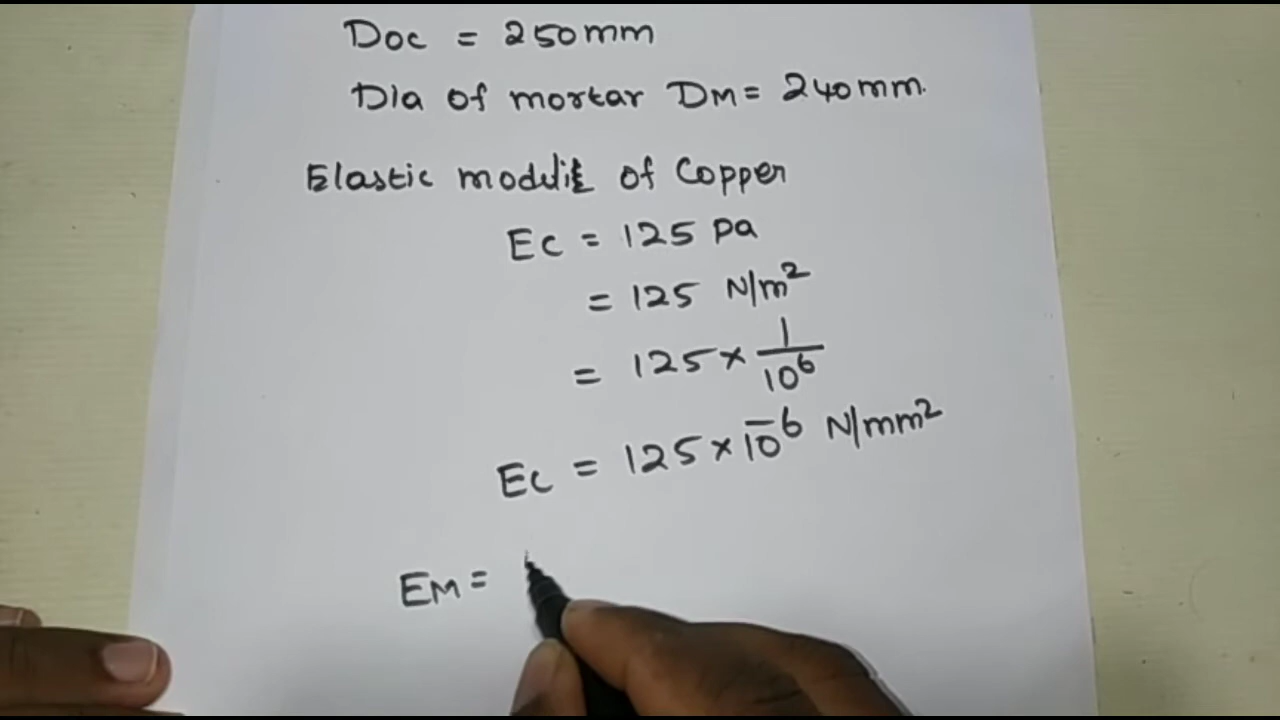 Doc = 250mm
Dia of mortar DM = 240mm.
Elastic moduli of Copper
Ec = 125 pa
= 125 N/m²
= 125 × 1/10⁶
Ec = 125 × 10⁻⁶ N/mm²
EM =